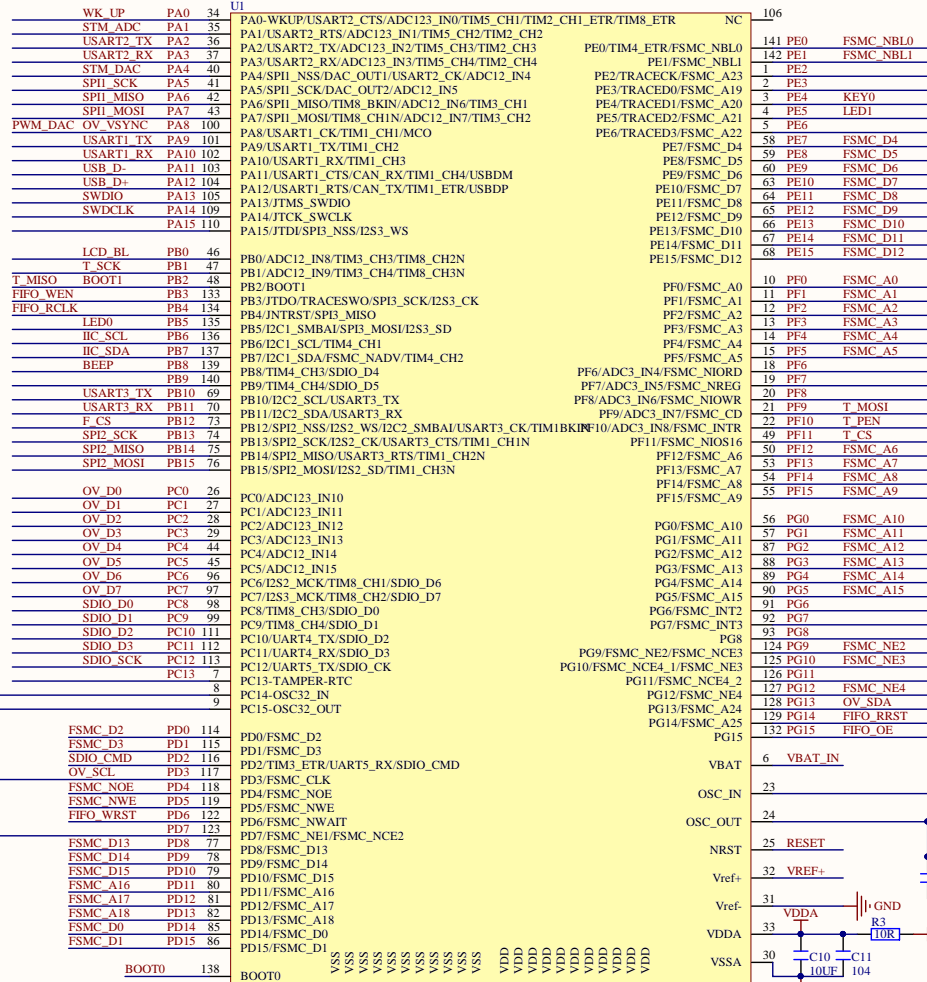 U1
WK_UP PA0 34 PA0-WKUP/USART2_CTS/ADC123_IN0/TIM5_CH1/TIM2_CH1_ETR/TIM8_ETR NC 106
STM_ADC PA1 35 PA1/USART2_RTS/ADC123_IN1/TIM5_CH2/TIM2_CH2
USART2_TX PA2 36 PA2/USART2_TX/ADC123_IN2/TIM5_CH3/TIM2_CH3 PE0/TIM4_ETR/FSMC_NBL0 141 PE0 FSMC_NBL0
USART2_RX PA3 37 PA3/USART2_RX/ADC123_IN3/TIM5_CH4/TIM2_CH4 PE1/FSMC_NBL1 142 PE1 FSMC_NBL1
STM_DAC PA4 40 PA4/SPI1_NSS/DAC_OUT1/USART2_CK/ADC12_IN4 PE2/TRACECK/FSMC_A23 1 PE2
SPI1_SCK PA5 41 PA5/SPI1_SCK/DAC_OUT2/ADC12_IN5 PE3/TRACED0/FSMC_A19 2 PE3
SPI1_MISO PA6 42 PA6/SPI1_MISO/TIM8_BKIN/ADC12_IN6/TIM3_CH1 PE4/TRACED1/FSMC_A20 3 PE4 KEY0
SPI1_MOSI PA7 43 PA7/SPI1_MOSI/TIM8_CH1N/ADC12_IN7/TIM3_CH2 PE5/TRACED2/FSMC_A21 4 PE5 LED1
PWM_DAC OV_VSYNC PA8 100 PA8/USART1_CK/TIM1_CH1/MCO PE6/TRACED3/FSMC_A22 5 PE6
USART1_TX PA9 101 PA9/USART1_TX/TIM1_CH2 PE7/FSMC_D4 58 PE7 FSMC_D4
USART1_RX PA10 102 PA10/USART1_RX/TIM1_CH3 PE8/FSMC_D5 59 PE8 FSMC_D5
USB_D- PA11 103 PA11/USART1_CTS/CAN_RX/TIM1_CH4/USBDM PE9/FSMC_D6 60 PE9 FSMC_D6
USB_D+ PA12 104 PA12/USART1_RTS/CAN_TX/TIM1_ETR/USBDP PE10/FSMC_D7 63 PE10 FSMC_D7
SWDIO PA13 105 PA13/JTMS_SWDIO PE11/FSMC_D8 64 PE11 FSMC_D8
SWDCLK PA14 109 PA14/JTCK_SWCLK PE12/FSMC_D9 65 PE12 FSMC_D9
PA15 110 PA15/JTDI/SPI3_NSS/I2S3_WS PE13/FSMC_D10 66 PE13 FSMC_D10
PE14/FSMC_D11 67 PE14 FSMC_D11
LCD_BL PB0 46 PB0/ADC12_IN8/TIM3_CH3/TIM8_CH2N PE15/FSMC_D12 68 PE15 FSMC_D12
T_SCK PB1 47 PB1/ADC12_IN9/TIM3_CH4/TIM8_CH3N
T_MISO BOOT1 PB2 48 PB2/BOOT1 PF0/FSMC_A0 10 PF0 FSMC_A0
FIFO_WEN PB3 133 PB3/JTDO/TRACESWO/SPI3_SCK/I2S3_CK PF1/FSMC_A1 11 PF1 FSMC_A1
FIFO_RCLK PB4 134 PB4/JNTRST/SPI3_MISO PF2/FSMC_A2 12 PF2 FSMC_A2
LED0 PB5 135 PB5/I2C1_SMBAI/SPI3_MOSI/I2S3_SD PF3/FSMC_A3 13 PF3 FSMC_A3
IIC_SCL PB6 136 PB6/I2C1_SCL/TIM4_CH1 PF4/FSMC_A4 14 PF4 FSMC_A4
IIC_SDA PB7 137 PB7/I2C1_SDA/FSMC_NADV/TIM4_CH2 PF5/FSMC_A5 15 PF5 FSMC_A5
BEEP PB8 139 PB8/TIM4_CH3/SDIO_D4 PF6/ADC3_IN4/FSMC_NIORD 18 PF6
PB9 140 PB9/TIM4_CH4/SDIO_D5 PF7/ADC3_IN5/FSMC_NREG 19 PF7
USART3_TX PB10 69 PB10/I2C2_SCL/USART3_TX PF8/ADC3_IN6/FSMC_NIOWR 20 PF8
USART3_RX PB11 70 PB11/I2C2_SDA/USART3_RX PF9/ADC3_IN7/FSMC_CD 21 PF9 T_MOSI
F_CS PB12 73 PB12/SPI2_NSS/I2S2_WS/I2C2_SMBAI/USART3_CK/TIM1BKIN PF10/ADC3_IN8/FSMC_INTR 22 PF10 T_PEN
SPI2_SCK PB13 74 PB13/SPI2_SCK/I2S2_CK/USART3_CTS/TIM1_CH1N PF11/FSMC_NIOS16 49 PF11 T_CS
SPI2_MISO PB14 75 PB14/SPI2_MISO/USART3_RTS/TIM1_CH2N PF12/FSMC_A6 50 PF12 FSMC_A6
SPI2_MOSI PB15 76 PB15/SPI2_MOSI/I2S2_SD/TIM1_CH3N PF13/FSMC_A7 53 PF13 FSMC_A7
PF14/FSMC_A8 54 PF14 FSMC_A8
OV_D0 PC0 26 PC0/ADC123_IN10 PF15/FSMC_A9 55 PF15 FSMC_A9
OV_D1 PC1 27 PC1/ADC123_IN11
OV_D2 PC2 28 PC2/ADC123_IN12 PG0/FSMC_A10 56 PG0 FSMC_A10
OV_D3 PC3 29 PC3/ADC123_IN13 PG1/FSMC_A11 57 PG1 FSMC_A11
OV_D4 PC4 44 PC4/ADC12_IN14 PG2/FSMC_A12 87 PG2 FSMC_A12
OV_D5 PC5 45 PC5/ADC12_IN15 PG3/FSMC_A13 88 PG3 FSMC_A13
OV_D6 PC6 96 PC6/I2S2_MCK/TIM8_CH1/SDIO_D6 PG4/FSMC_A14 89 PG4 FSMC_A14
OV_D7 PC7 97 PC7/I2S3_MCK/TIM8_CH2/SDIO_D7 PG5/FSMC_A15 90 PG5 FSMC_A15
SDIO_D0 PC8 98 PC8/TIM8_CH3/SDIO_D0 PG6/FSMC_INT2 91 PG6
SDIO_D1 PC9 99 PC9/TIM8_CH4/SDIO_D1 PG7/FSMC_INT3 92 PG7
SDIO_D2 PC10 111 PC10/UART4_TX/SDIO_D2 PG8 93 PG8
SDIO_D3 PC11 112 PC11/UART4_RX/SDIO_D3 PG9/FSMC_NE2/FSMC_NCE3 124 PG9 FSMC_NE2
SDIO_SCK PC12 113 PC12/UART5_TX/SDIO_CK PG10/FSMC_NCE4_1/FSMC_NE3 125 PG10 FSMC_NE3
PC13 7 PC13-TAMPER-RTC PG11/FSMC_NCE4_2 126 PG11
8 PC14-OSC32_IN PG12/FSMC_NE4 127 PG12 FSMC_NE4
9 PC15-OSC32_OUT PG13/FSMC_A24 128 PG13 OV_SDA
PG14/FSMC_A25 129 PG14 FIFO_RRST
FSMC_D2 PD0 114 PD0/FSMC_D2 PG15 132 PG15 FIFO_OE
FSMC_D3 PD1 115 PD1/FSMC_D3
SDIO_CMD PD2 116 PD2/TIM3_ETR/UART5_RX/SDIO_CMD VBAT 6 VBAT_IN
OV_SCL PD3 117 PD3/FSMC_CLK
FSMC_NOE PD4 118 PD4/FSMC_NOE OSC_IN 23
FSMC_NWE PD5 119 PD5/FSMC_NWE
FIFO_WRST PD6 122 PD6/FSMC_NWAIT OSC_OUT 24
PD7 123 PD7/FSMC_NE1/FSMC_NCE2
FSMC_D13 PD8 77 PD8/FSMC_D13 NRST 25 RESET
FSMC_D14 PD9 78 PD9/FSMC_D14
FSMC_D15 PD10 79 PD10/FSMC_D15 Vref+ 32 VREF+
FSMC_A16 PD11 80 PD11/FSMC_A16
FSMC_A17 PD12 81 PD12/FSMC_A17 Vref- 31 GND
FSMC_A18 PD13 82 PD13/FSMC_A18 VDDA R3
FSMC_D0 PD14 85 PD14/FSMC_D0 VDDA 33 10R
FSMC_D1 PD15 86 PD15/FSMC_D1
VSS VSS VSS VSS VSS VSS VSS VSS VSS VSS VSS VDD VDD VDD VDD VDD VDD VDD VDD VDD VDD VDD
VSSA 30 C10 C11
BOOT0 138 BOOT0 10UF 104